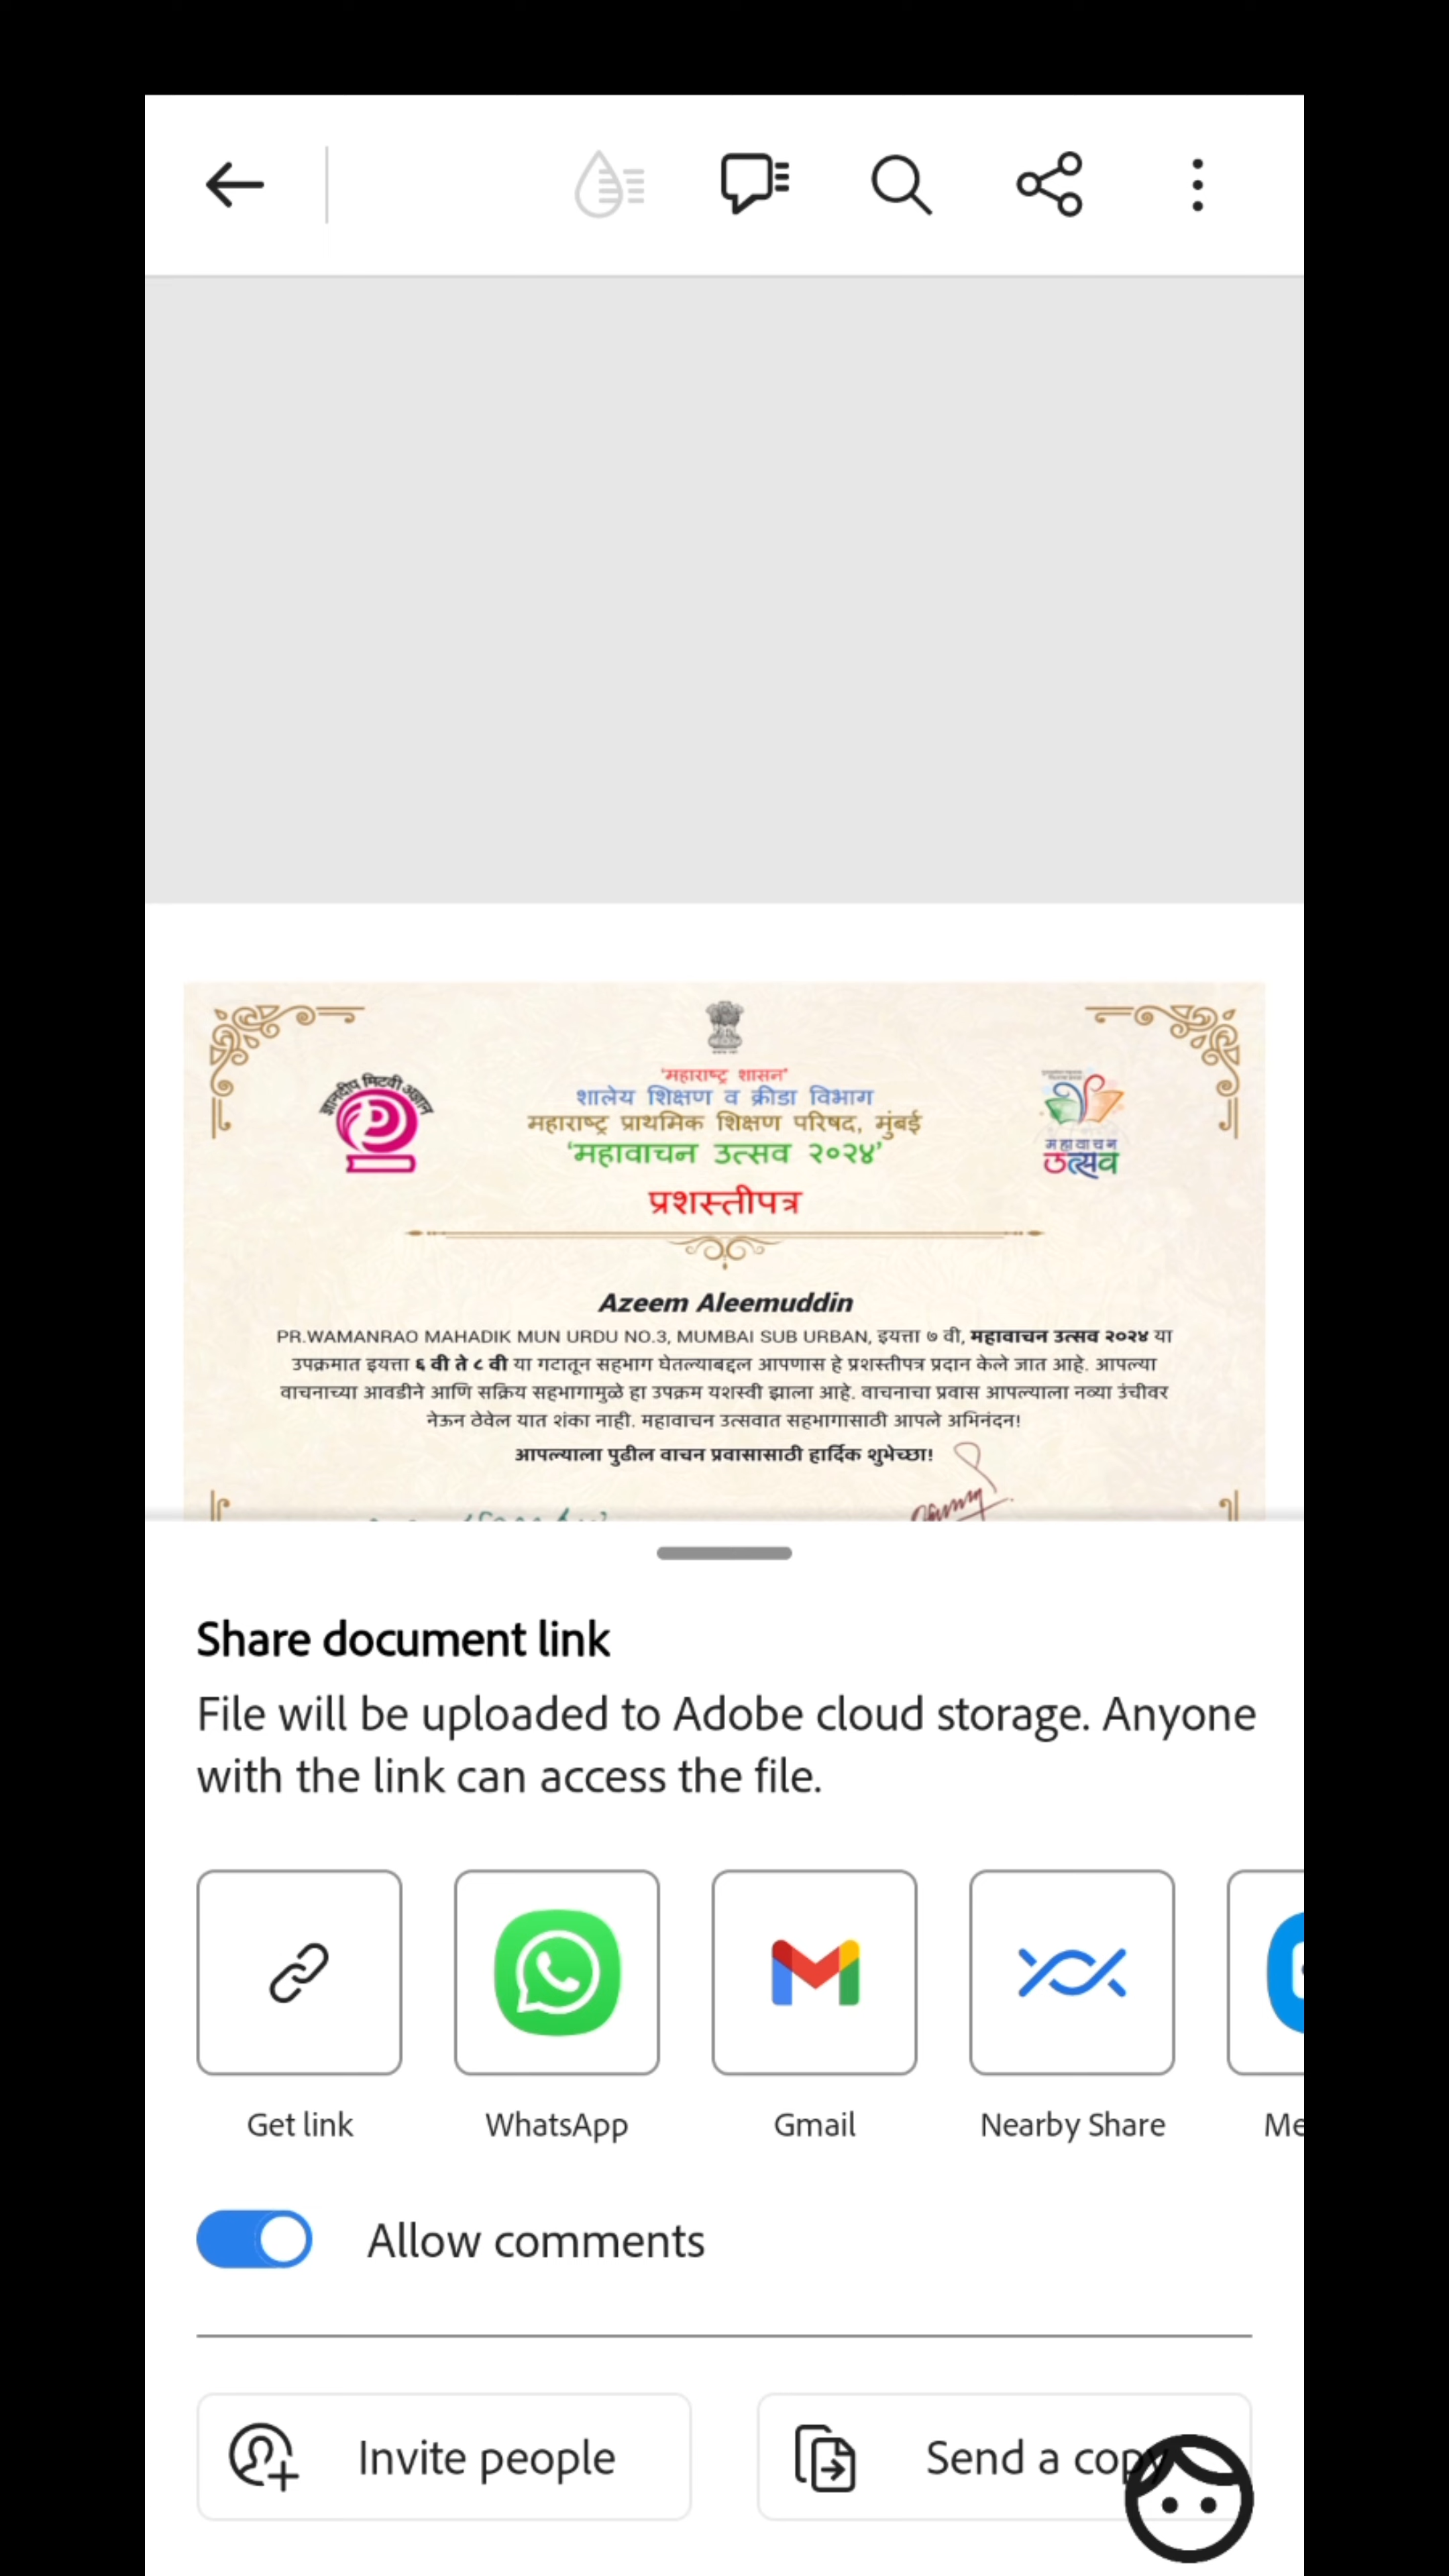 'महाराष्ट्र शासन'
शालेय शिक्षण व क्रीडा विभाग
महाराष्ट्र प्राथमिक शिक्षण परिषद, मुंबई
'महावाचन उत्सव २०२४'
ज्ञानदीप मिटवी अज्ञान
महावाचन
उत्सव
प्रशस्तीपत्र
Azeem Aleemuddin
PR.WAMANRAO MAHADIK MUN URDU NO.3, MUMBAI SUB URBAN, इयत्ता ७ वी, महावाचन उत्सव २०२४ या
उपक्रमात इयत्ता ६ वी ते ८ वी या गटातून सहभाग घेतल्याबद्दल आपणास हे प्रशस्तीपत्र प्रदान केले जात आहे. आपल्या
वाचनाच्या आवडीने आणि सक्रिय सहभागामुळे हा उपक्रम यशस्वी झाला आहे. वाचनाचा प्रवास आपल्याला नव्या उंचीवर
नेऊन ठेवेल यात शंका नाही. महावाचन उत्सवात सहभागासाठी आपले अभिनंदन!
आपल्याला पुढील वाचन प्रवासासाठी हार्दिक शुभेच्छा!
Share document link
File will be uploaded to Adobe cloud storage. Anyone
with the link can access the file.
Get link
WhatsApp
Gmail
Nearby Share
Me
Allow comments
Invite people
Send a copy